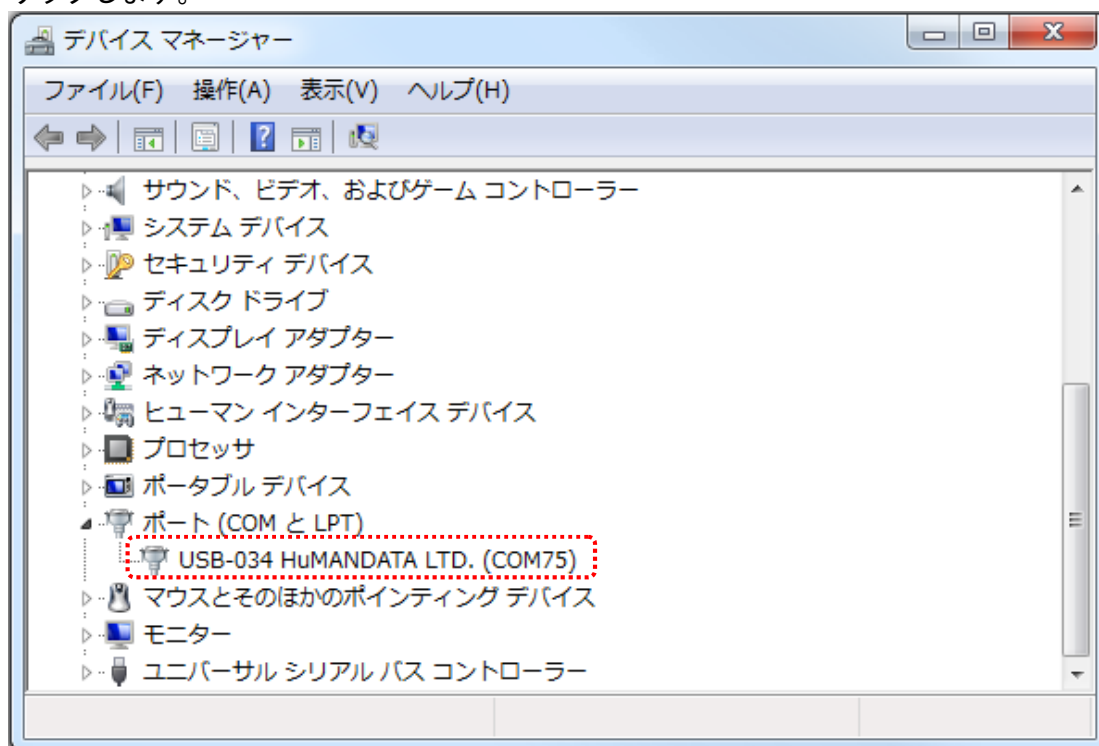 デバイス マネージャー
ファイル(F) 操作(A) 表示(V) ヘルプ(H)
サウンド、ビデオ、およびゲーム コントローラー
システム デバイス
セキュリティ デバイス
ディスク ドライブ
ディスプレイ アダプター
ネットワーク アダプター
ヒューマン インターフェイス デバイス
プロセッサ
ポータブル デバイス
ポート (COM と LPT)
USB-034 HuMANDATA LTD. (COM75)
マウスとそのほかのポインティング デバイス
モニター
ユニバーサル シリアル バス コントローラー